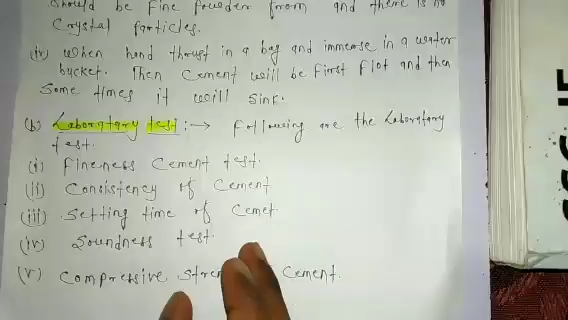 should be fine powder from and there is no
Crystal particles.
(iv) When hand thrust in a bag and immerse in a water
bucket. Then Cement will be first flot and then
Some times it will Sink.
(b) Laboratary test :→ Following are the Laboratary
test.
(i) Fineness Cement test.
(ii) Consistency of Cement
(iii) Setting time of Cemet.
(iv) Soundness test.
(v) Compressive Stren Cement.